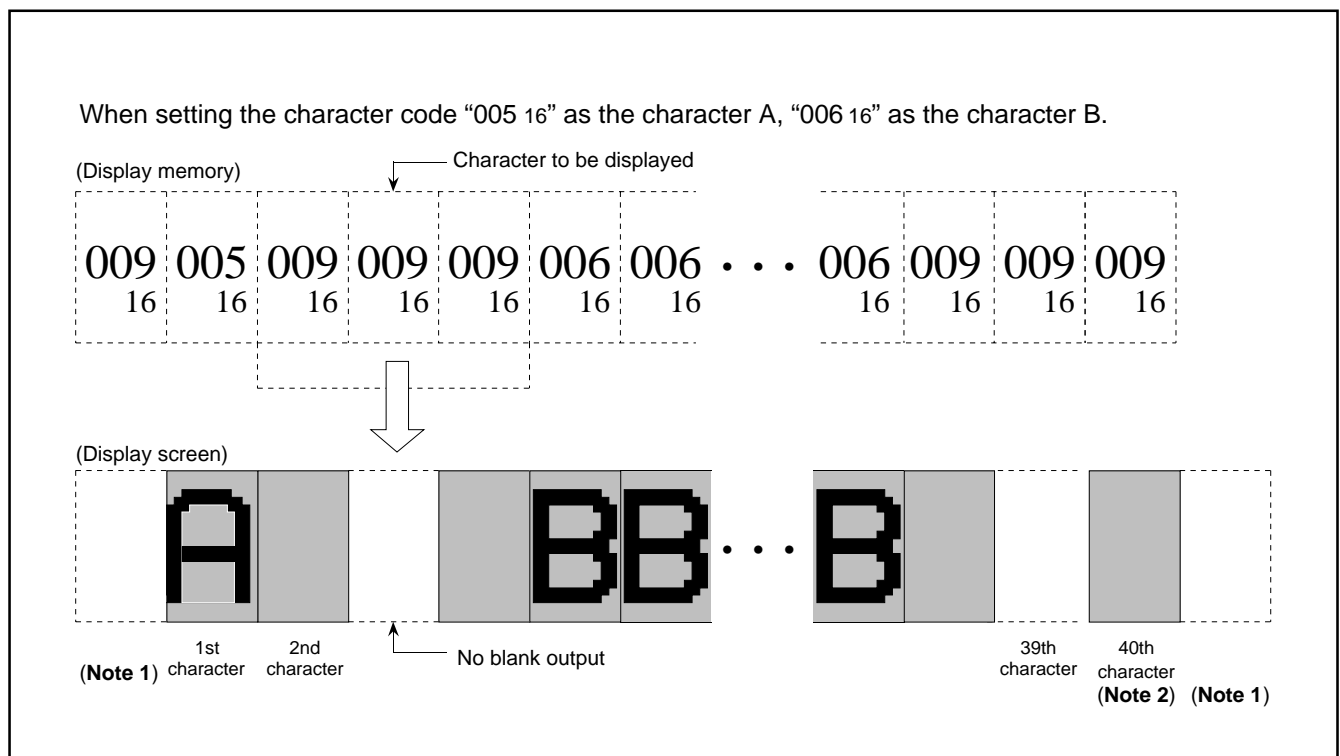 When setting the character code “005 16” as the character A, “006 16” as the character B.
(Display memory)
Character to be displayed
009 005 009 009 009 006 006 • • • 006 009 009 009
16 16 16 16 16 16 16 16 16 16 16
(Display screen)
A B B • • • B
1st character
2nd character
No blank output
39th character
40th character
(Note 1)
(Note 2) (Note 1)